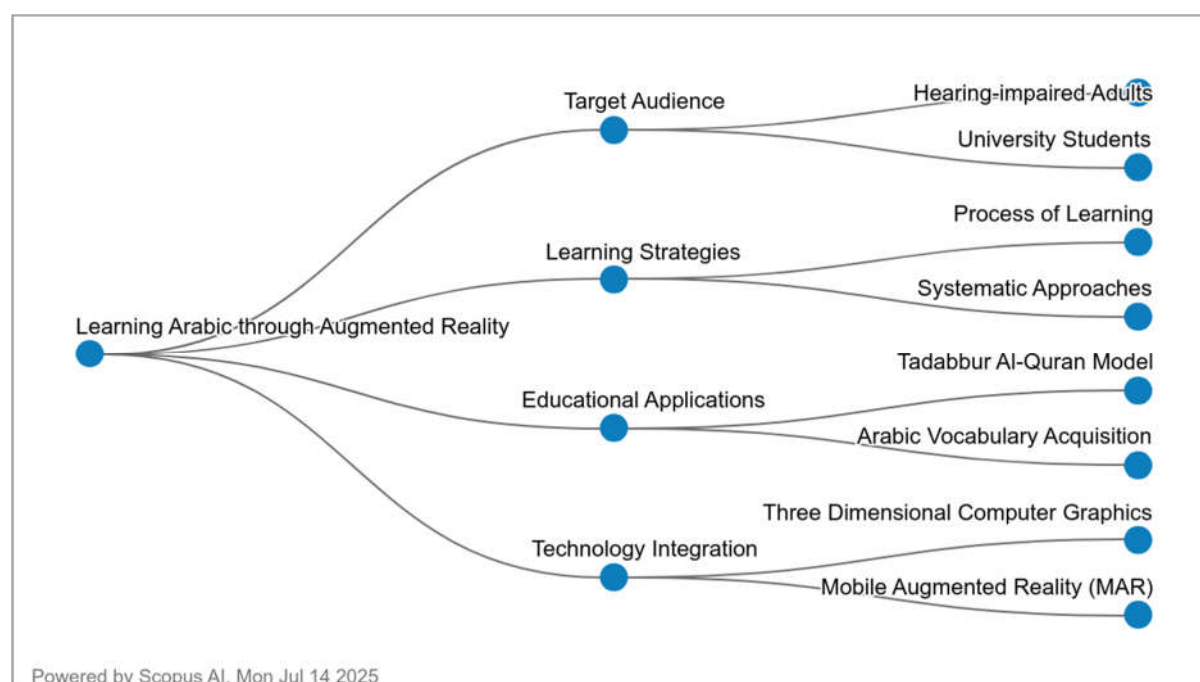 Target Audience
Hearing-impaired Adults
University Students
Learning Strategies
Process of Learning
Systematic Approaches
Learning Arabic through Augmented Reality
Educational Applications
Tadabbur Al-Quran Model
Arabic Vocabulary Acquisition
Technology Integration
Three Dimensional Computer Graphics
Mobile Augmented Reality (MAR)
Powered by Scopus AI, Mon Jul 14 2025